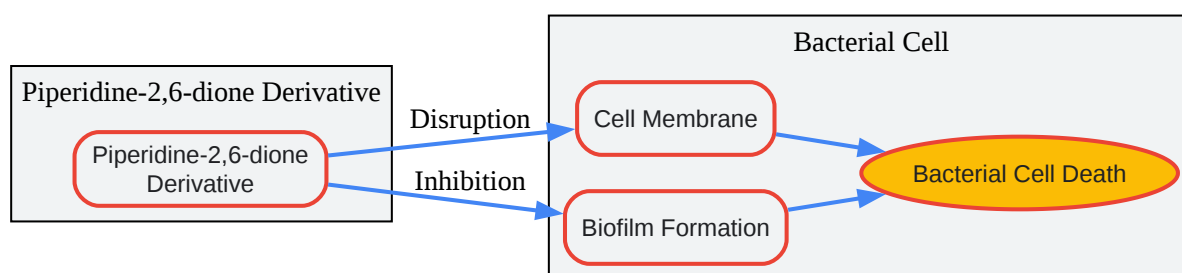 Bacterial Cell
Piperidine-2,6-dione Derivative
Piperidine-2,6-dione
Derivative
Disruption
Inhibition
Cell Membrane
Biofilm Formation
Bacterial Cell Death